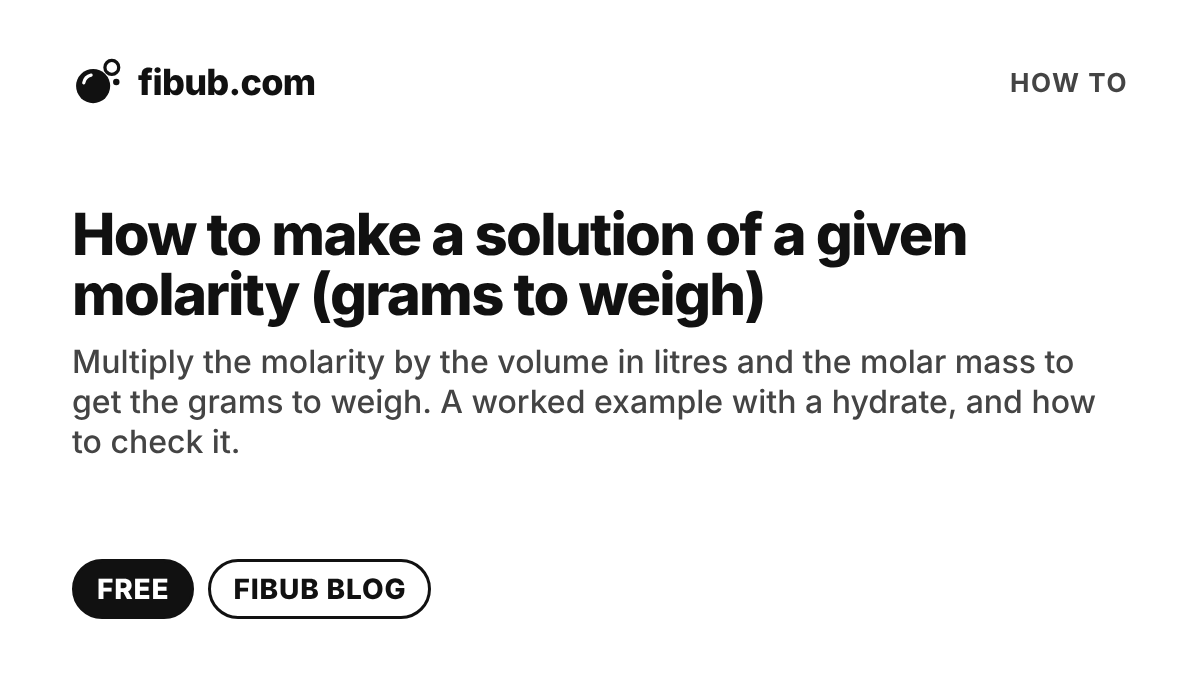 fibub.com
HOW TO
How to make a solution of a given
molarity (grams to weigh)
Multiply the molarity by the volume in litres and the molar mass to
get the grams to weigh. A worked example with a hydrate, and how
to check it.
FREE
FIBUB BLOG